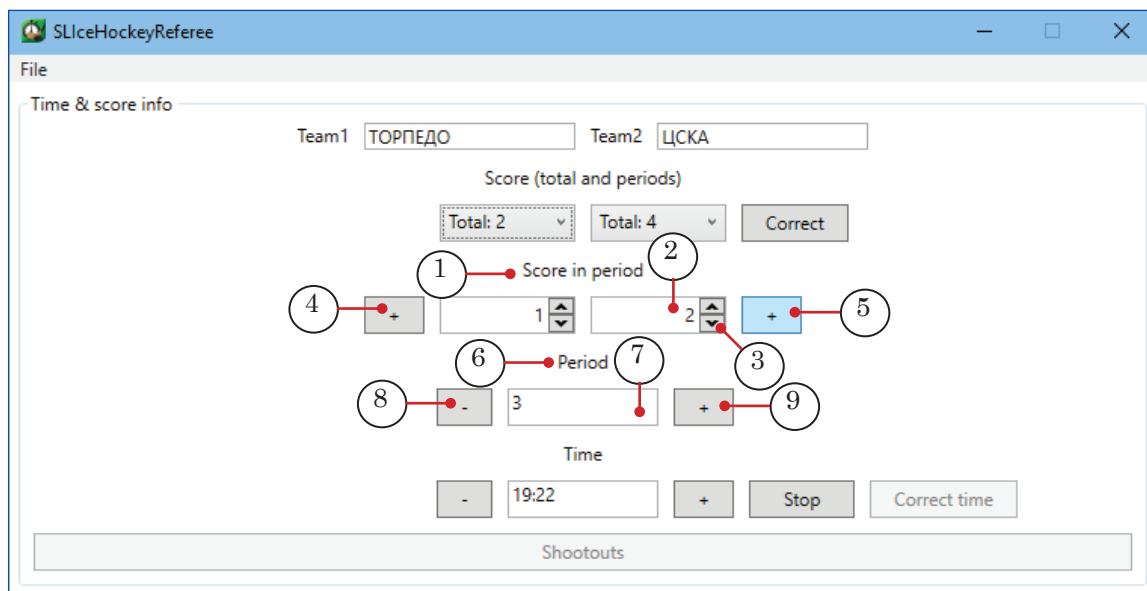 SLIceHockeyReferee
File
Time & score info
Team1 ТОРПЕДО Team2 ЦСКА
Score (total and periods)
Total: 2 Total: 4 Correct
1 Score in period 2
4 + 1 2 + 5
6 Period 7 3
8 - 3 + 9
Time
- 19:22 + Stop Correct time
Shootouts